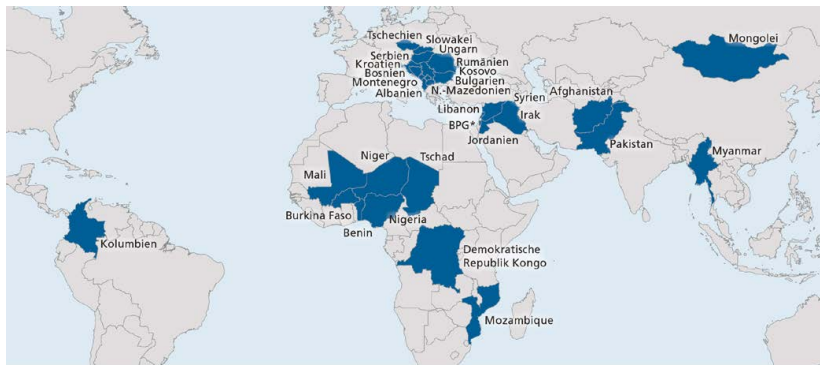 Tschechien
Slowakei
Ungarn
Serbien
Rumänien
Kroatien
Kosovo
Bosnien
Bulgarien
Montenegro
N.-Mazedonien
Albanien
Mongolei
Syrien
Afghanistan
Libanon
Irak
BPG*
Jordanien
Pakistan
Myanmar
Niger
Tschad
Mali
Burkina Faso
Nigeria
Benin
Kolumbien
Demokratische
Republik Kongo
Mozambique